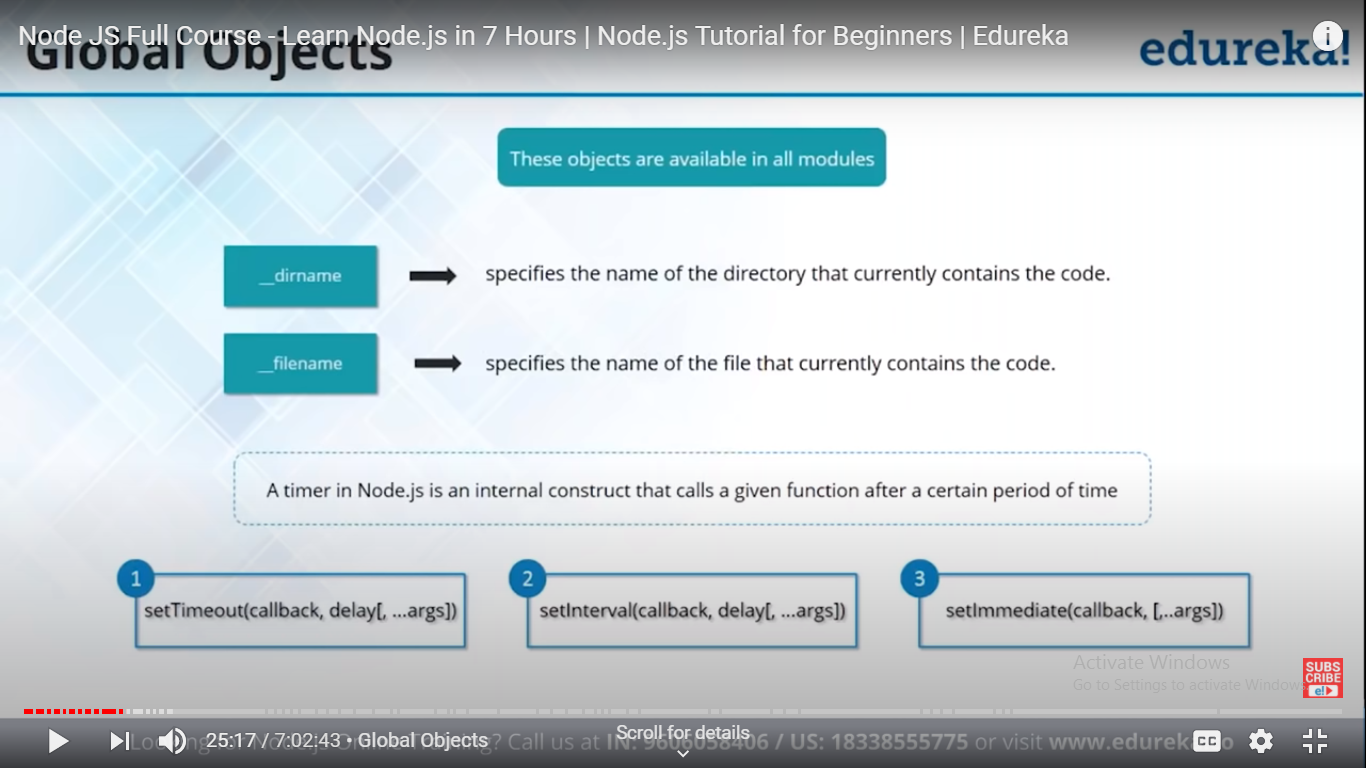 Node JS Full Course - Learn Node.js in 7 Hours | Node.js Tutorial for Beginners | Edureka
Global Objects
edureka!
These objects are available in all modules
__dirname
specifies the name of the directory that currently contains the code.
__filename
specifies the name of the file that currently contains the code.
A timer in Node.js is an internal construct that calls a given function after a certain period of time
1
setTimeout(callback, delay[, ...args])
2
setInterval(callback, delay[, ...args])
3
setImmediate(callback, [,..args])
Activate Windows
Go to Settings to activate Windows
SUBS
CRIBE
e!
25:17 / 7:02:43 • Global Objects
Scroll for details
? Call us at IN: 9606058406 / US: 18338555775 or visit www.edurek
CC